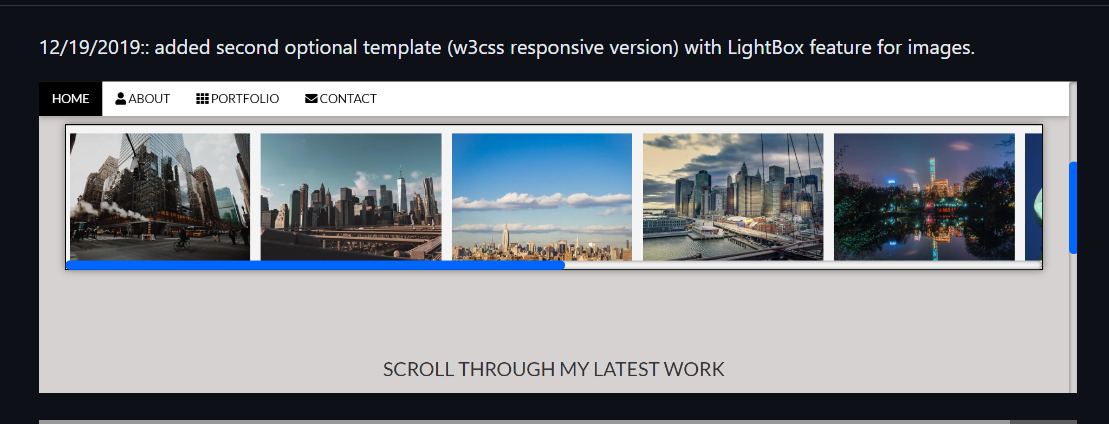 12/19/2019:: added second optional template (w3css responsive version) with LightBox feature for images.
HOME ABOUT PORTFOLIO CONTACT
SCROLL THROUGH MY LATEST WORK